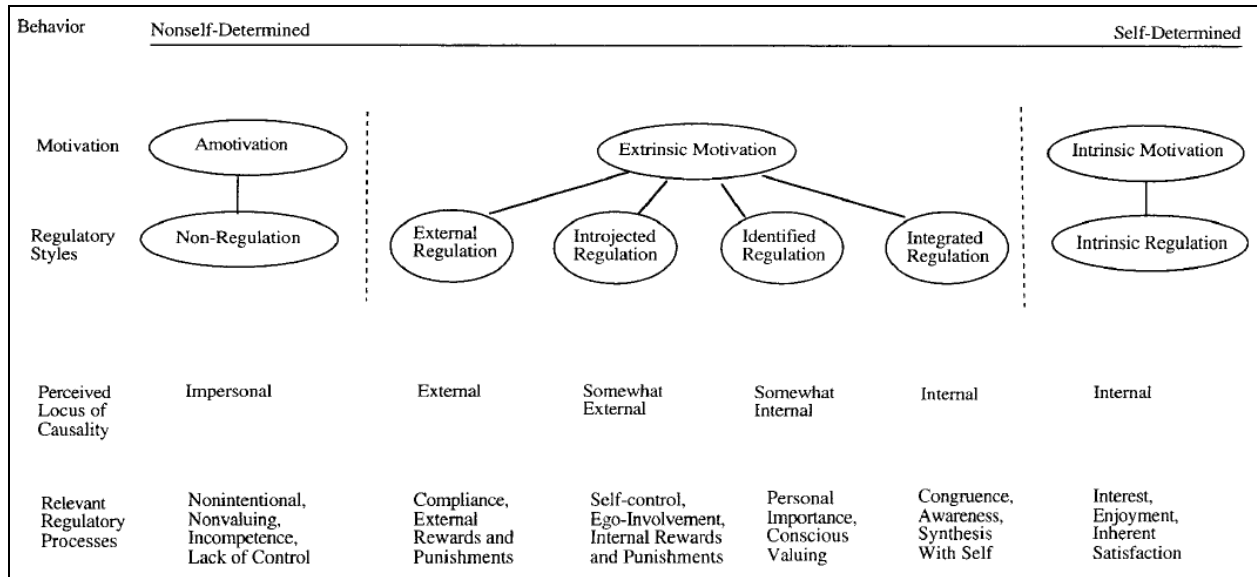 Behavior Nonself-Determined Self-Determined
Motivation Amotivation Extrinsic Motivation Intrinsic Motivation
Regulatory
Styles
Non-Regulation
External
Regulation
Introjected
Regulation
Identified
Regulation
Integrated
Regulation
Intrinsic Regulation
Perceived
Locus of
Causality
Impersonal
External
Somewhat
External
Somewhat
Internal
Internal
Internal
Relevant
Regulatory
Processes
Nonintentional,
Nonvaluing,
Incompetence,
Lack of Control
Compliance,
External
Rewards and
Punishments
Self-control,
Ego-Involvement,
Internal Rewards
and Punishments
Personal
Importance,
Conscious
Valuing
Congruence,
Awareness,
Synthesis
With Self
Interest,
Enjoyment,
Inherent
Satisfaction